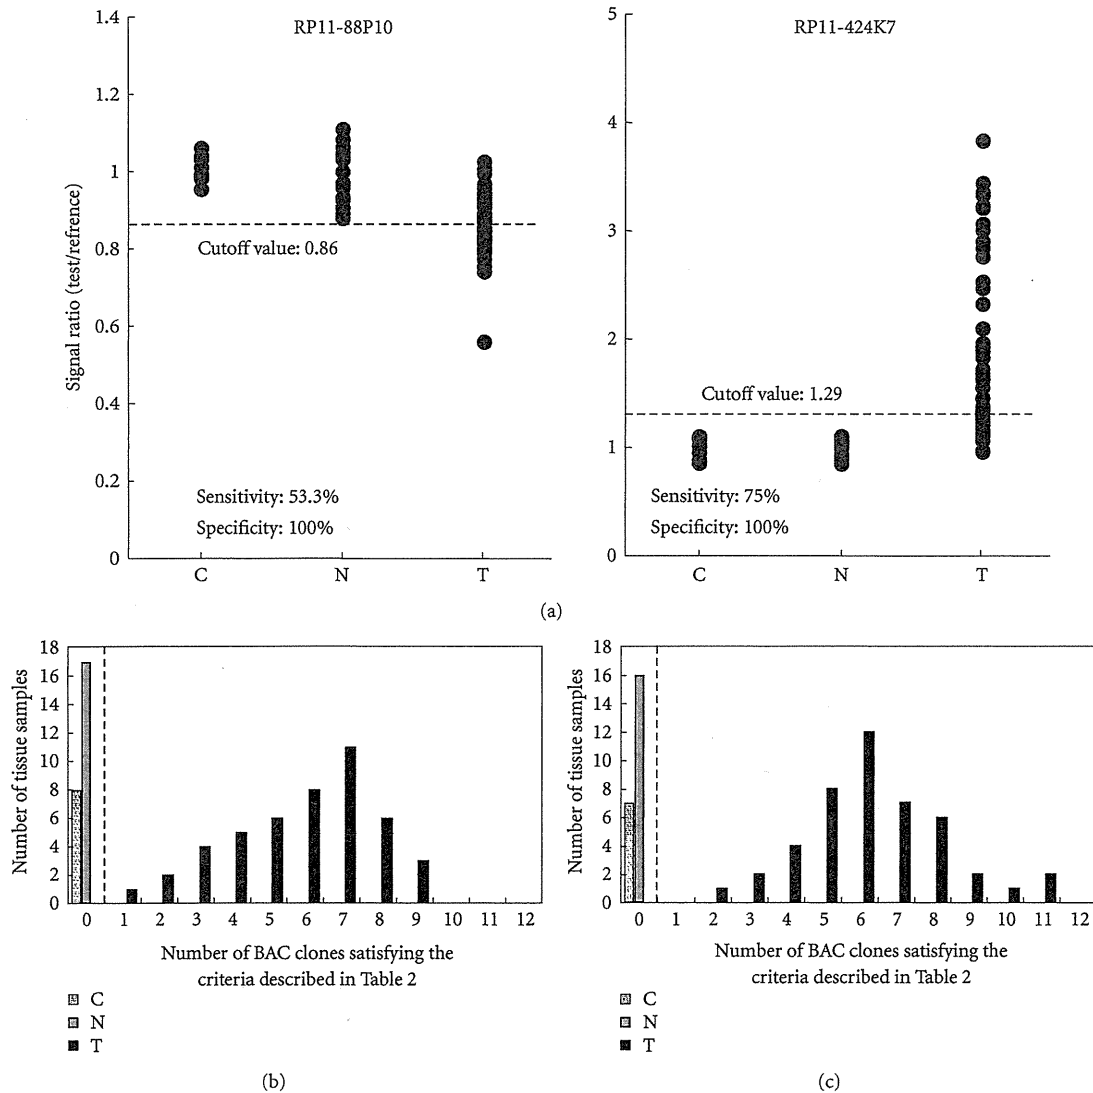 RP11-88P10
1.4
1.2
1
0.8
0.6
0.4
0.2
0
Signal ratio (test/refrence)
Cutoff value: 0.86
Sensitivity: 53.3%
Specificity: 100%
C N T
RP11-424K7
5
4
3
2
1
0
Cutoff value: 1.29
Sensitivity: 75%
Specificity: 100%
C N T
(a)
18
16
14
12
10
8
6
4
2
0
Number of tissue samples
0 1 2 3 4 5 6 7 8 9 10 11 12
Number of BAC clones satisfying the
criteria described in Table 2
C
N
T
(b)
18
16
14
12
10
8
6
4
2
0
Number of tissue samples
0 1 2 3 4 5 6 7 8 9 10 11 12
Number of BAC clones satisfying the
criteria described in Table 2
C
N
T
(c)